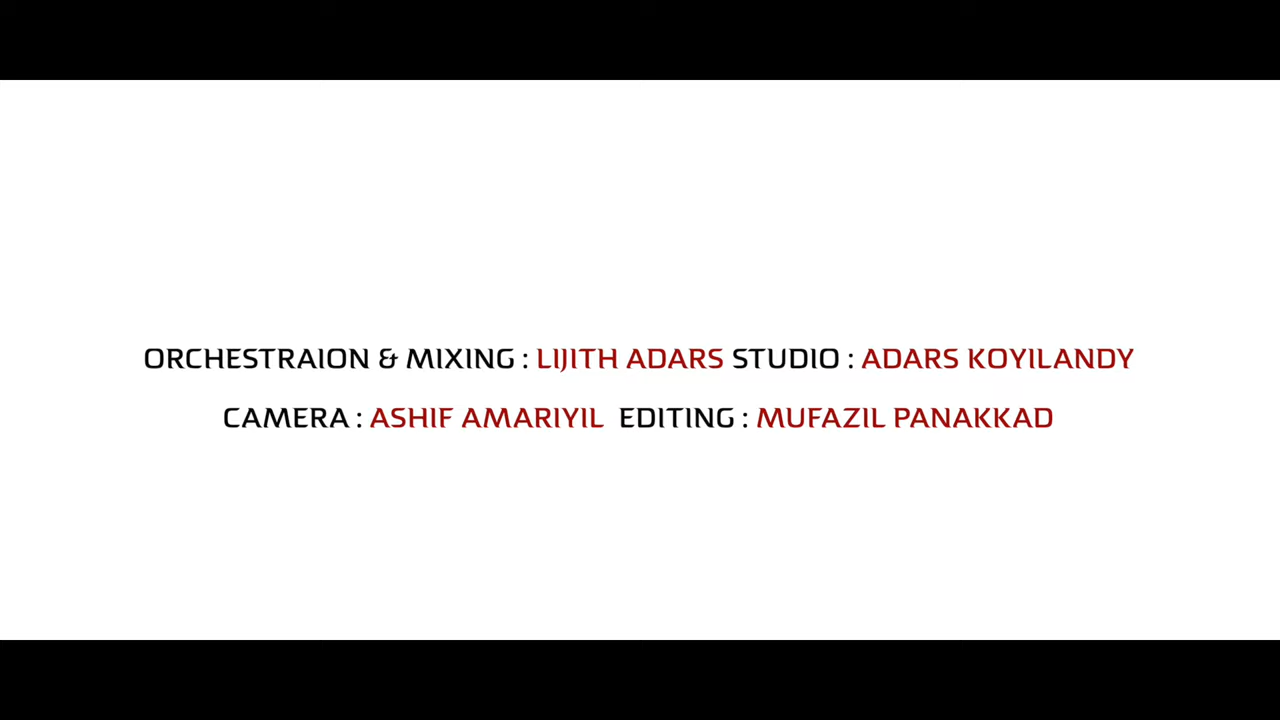 ORCHESTRAION & MIXING : LIJITH ADARS STUDIO : ADARS KOYILANDY
CAMERA : ASHIF AMARIYIL EDITING : MUFAZIL PANAKKAD